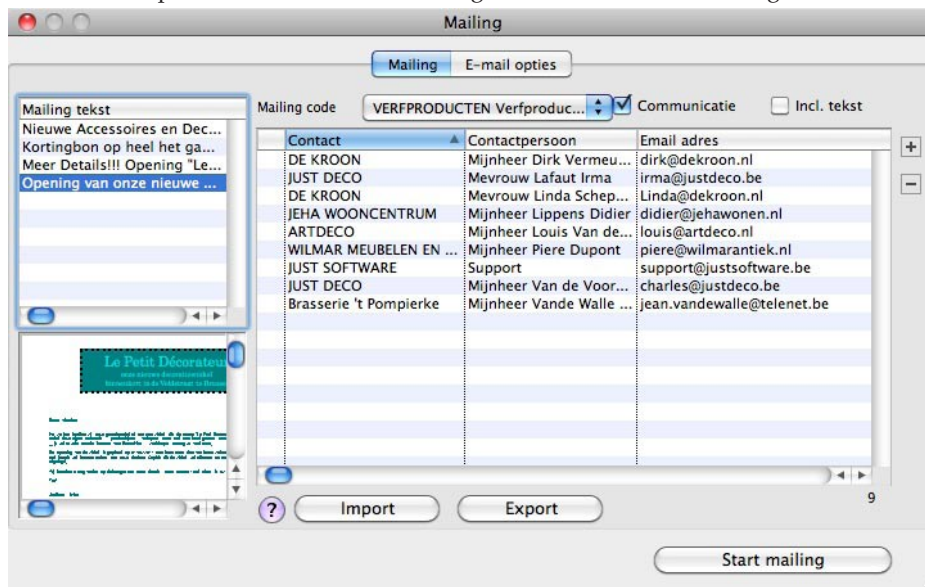 Mailing
Mailing E-mail opties
Mailing tekst
Nieuwe Accessoires en Dec...
Kortingbon op heel het ga...
Meer Details!!! Opening "Le...
Opening van onze nieuwe ...
Mailing code VERFPRODUCTEN Verfproduc... Communicatie Incl. tekst
Contact Contactpersoon Email adres
DE KROON Mijnheer Dirk Vermeu... dirk@dekroon.nl
JUST DECO Mevrouw Lafaut Irma irma@justdeco.be
DE KROON Mevrouw Linda Schep... Linda@dekroon.nl
JEHA WOONCENTRUM Mijnheer Lippens Didier didier@jehawonen.nl
ARTDECO Mijnheer Louis Van de... louis@artdeco.nl
WILMAR MEUBELEN EN ... Mijnheer Piere Dupont piere@wilmarantiek.nl
JUST SOFTWARE Support support@justsoftware.be
JUST DECO Mijnheer Van de Voor... charles@justdeco.be
Brasserie 't Pompierke Mijnheer Vande Walle ... jean.vandewalle@telenet.be
Le Petit Décorateur
+
-
9
? Import Export
Start mailing